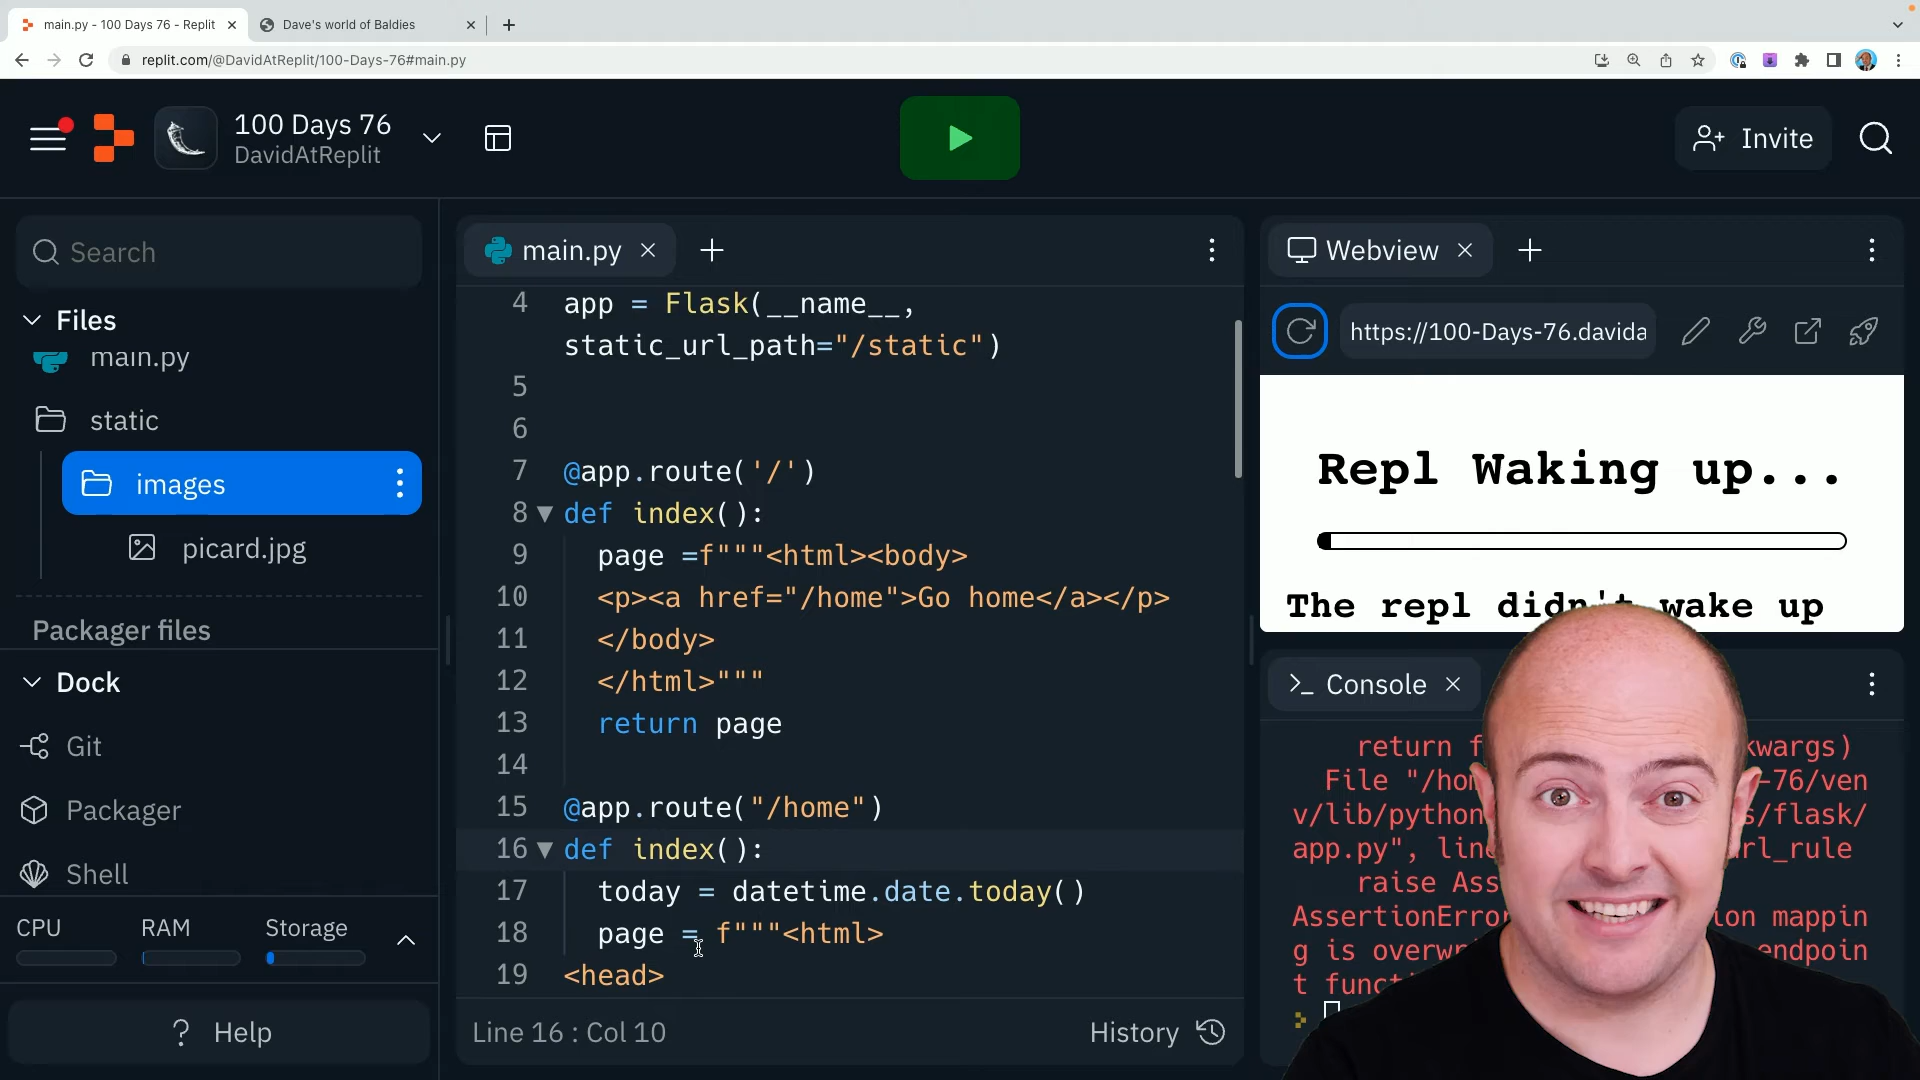 main.py - 100 Days 76 - Replit
Dave's world of Baldies
replit.com/@DavidAtReplit/100-Days-76#main.py
100 Days 76
DavidAtReplit
Invite
Search
Files
main.py
static
images
picard.jpg
Packager files
Dock
Git
Packager
Shell
CPU RAM Storage
? Help
main.py
4 app = Flask(__name__,
static_url_path="/static")
5
6
7 @app.route('/')
8 def index():
9 page =f"""<html><body>
10 <p><a href="/home">Go home</a></p>
11 </body>
12 </html>"""
13 return page
14
15 @app.route("/home")
16 def index():
17 today = datetime.date.today()
18 page = f"""<html>
19 <head>
Line 16 : Col 10
History
Webview
https://100-Days-76.davida
Repl Waking up...
The repl didn't wake up
>_ Console
return f kwargs)
File "/hom -76/ven
v/lib/python s/flask/
app.py", line rl_rule
raise Ass
AssertionError on mappin
g is overwr endpoin
t funct